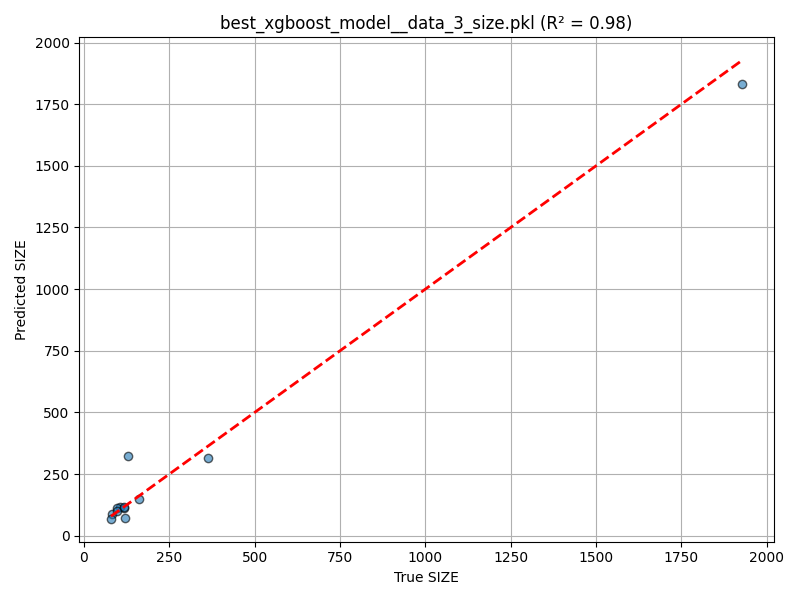 best_xgboost_model__data_3_size.pkl (R² = 0.98)
2000
1750
1500
1250
1000
750
500
250
0
Predicted SIZE
0 250 500 750 1000 1250 1500 1750 2000
True SIZE